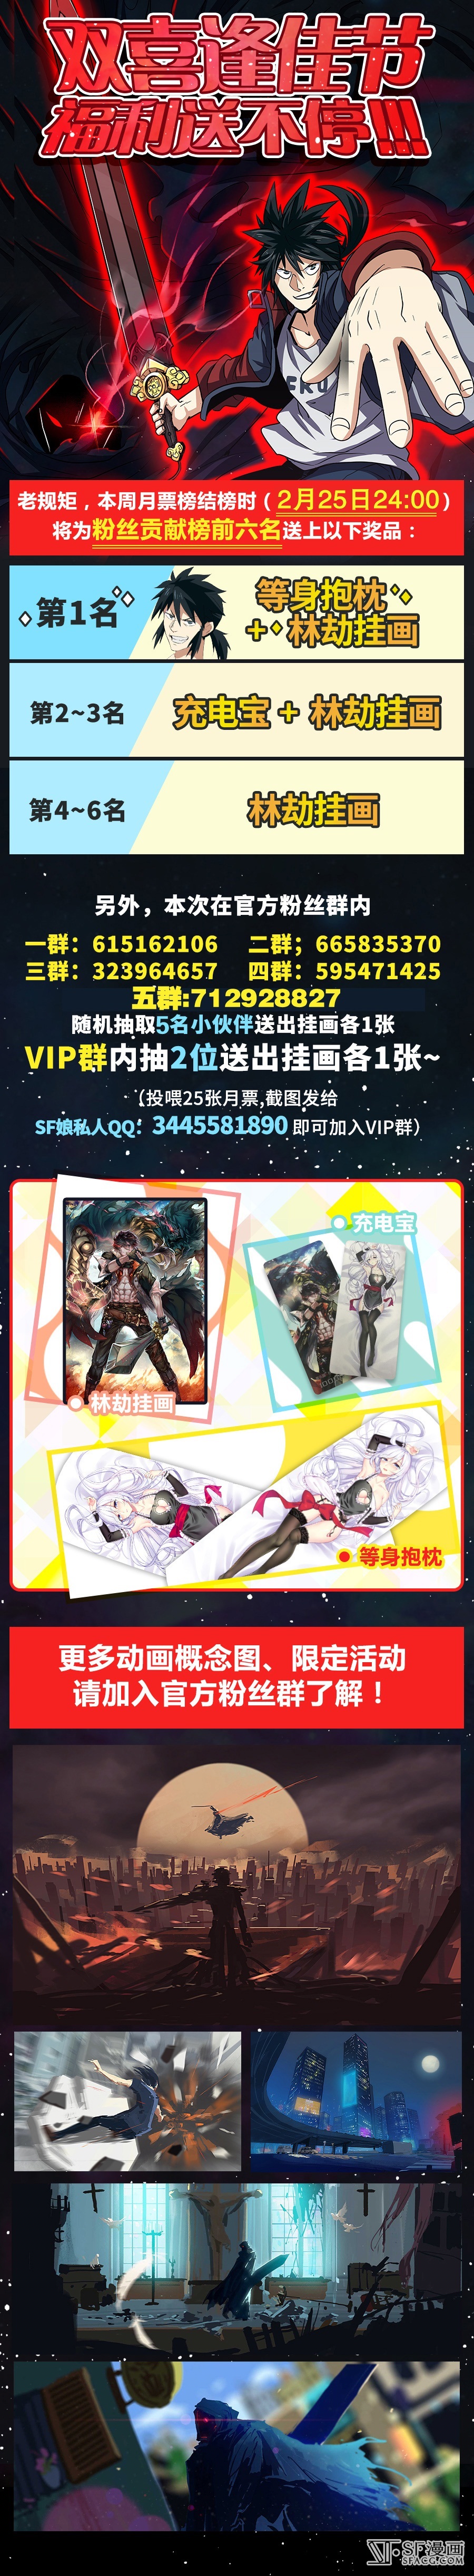 双喜逢佳节
福利送不停!!!
老规矩，本周月票榜结榜时（2月25日24:00）
将为粉丝贡献榜前六名送上以下奖品：
第1名
等身抱枕
+林劫挂画
第2~3名
充电宝 + 林劫挂画
第4~6名
林劫挂画
另外，本次在官方粉丝群内
一群：615162106 二群；665835370
三群：323964657 四群：595471425
五群:712928827
随机抽取5名小伙伴送出挂画各1张
VIP群内抽2位送出挂画各1张~
（投喂25张月票,截图发给
SF娘私人QQ：3445581890 即可加入VIP群）
充电宝
林劫挂画
等身抱枕
更多动画概念图、限定活动
请加入官方粉丝群了解！
SF漫画
SFACG.COM